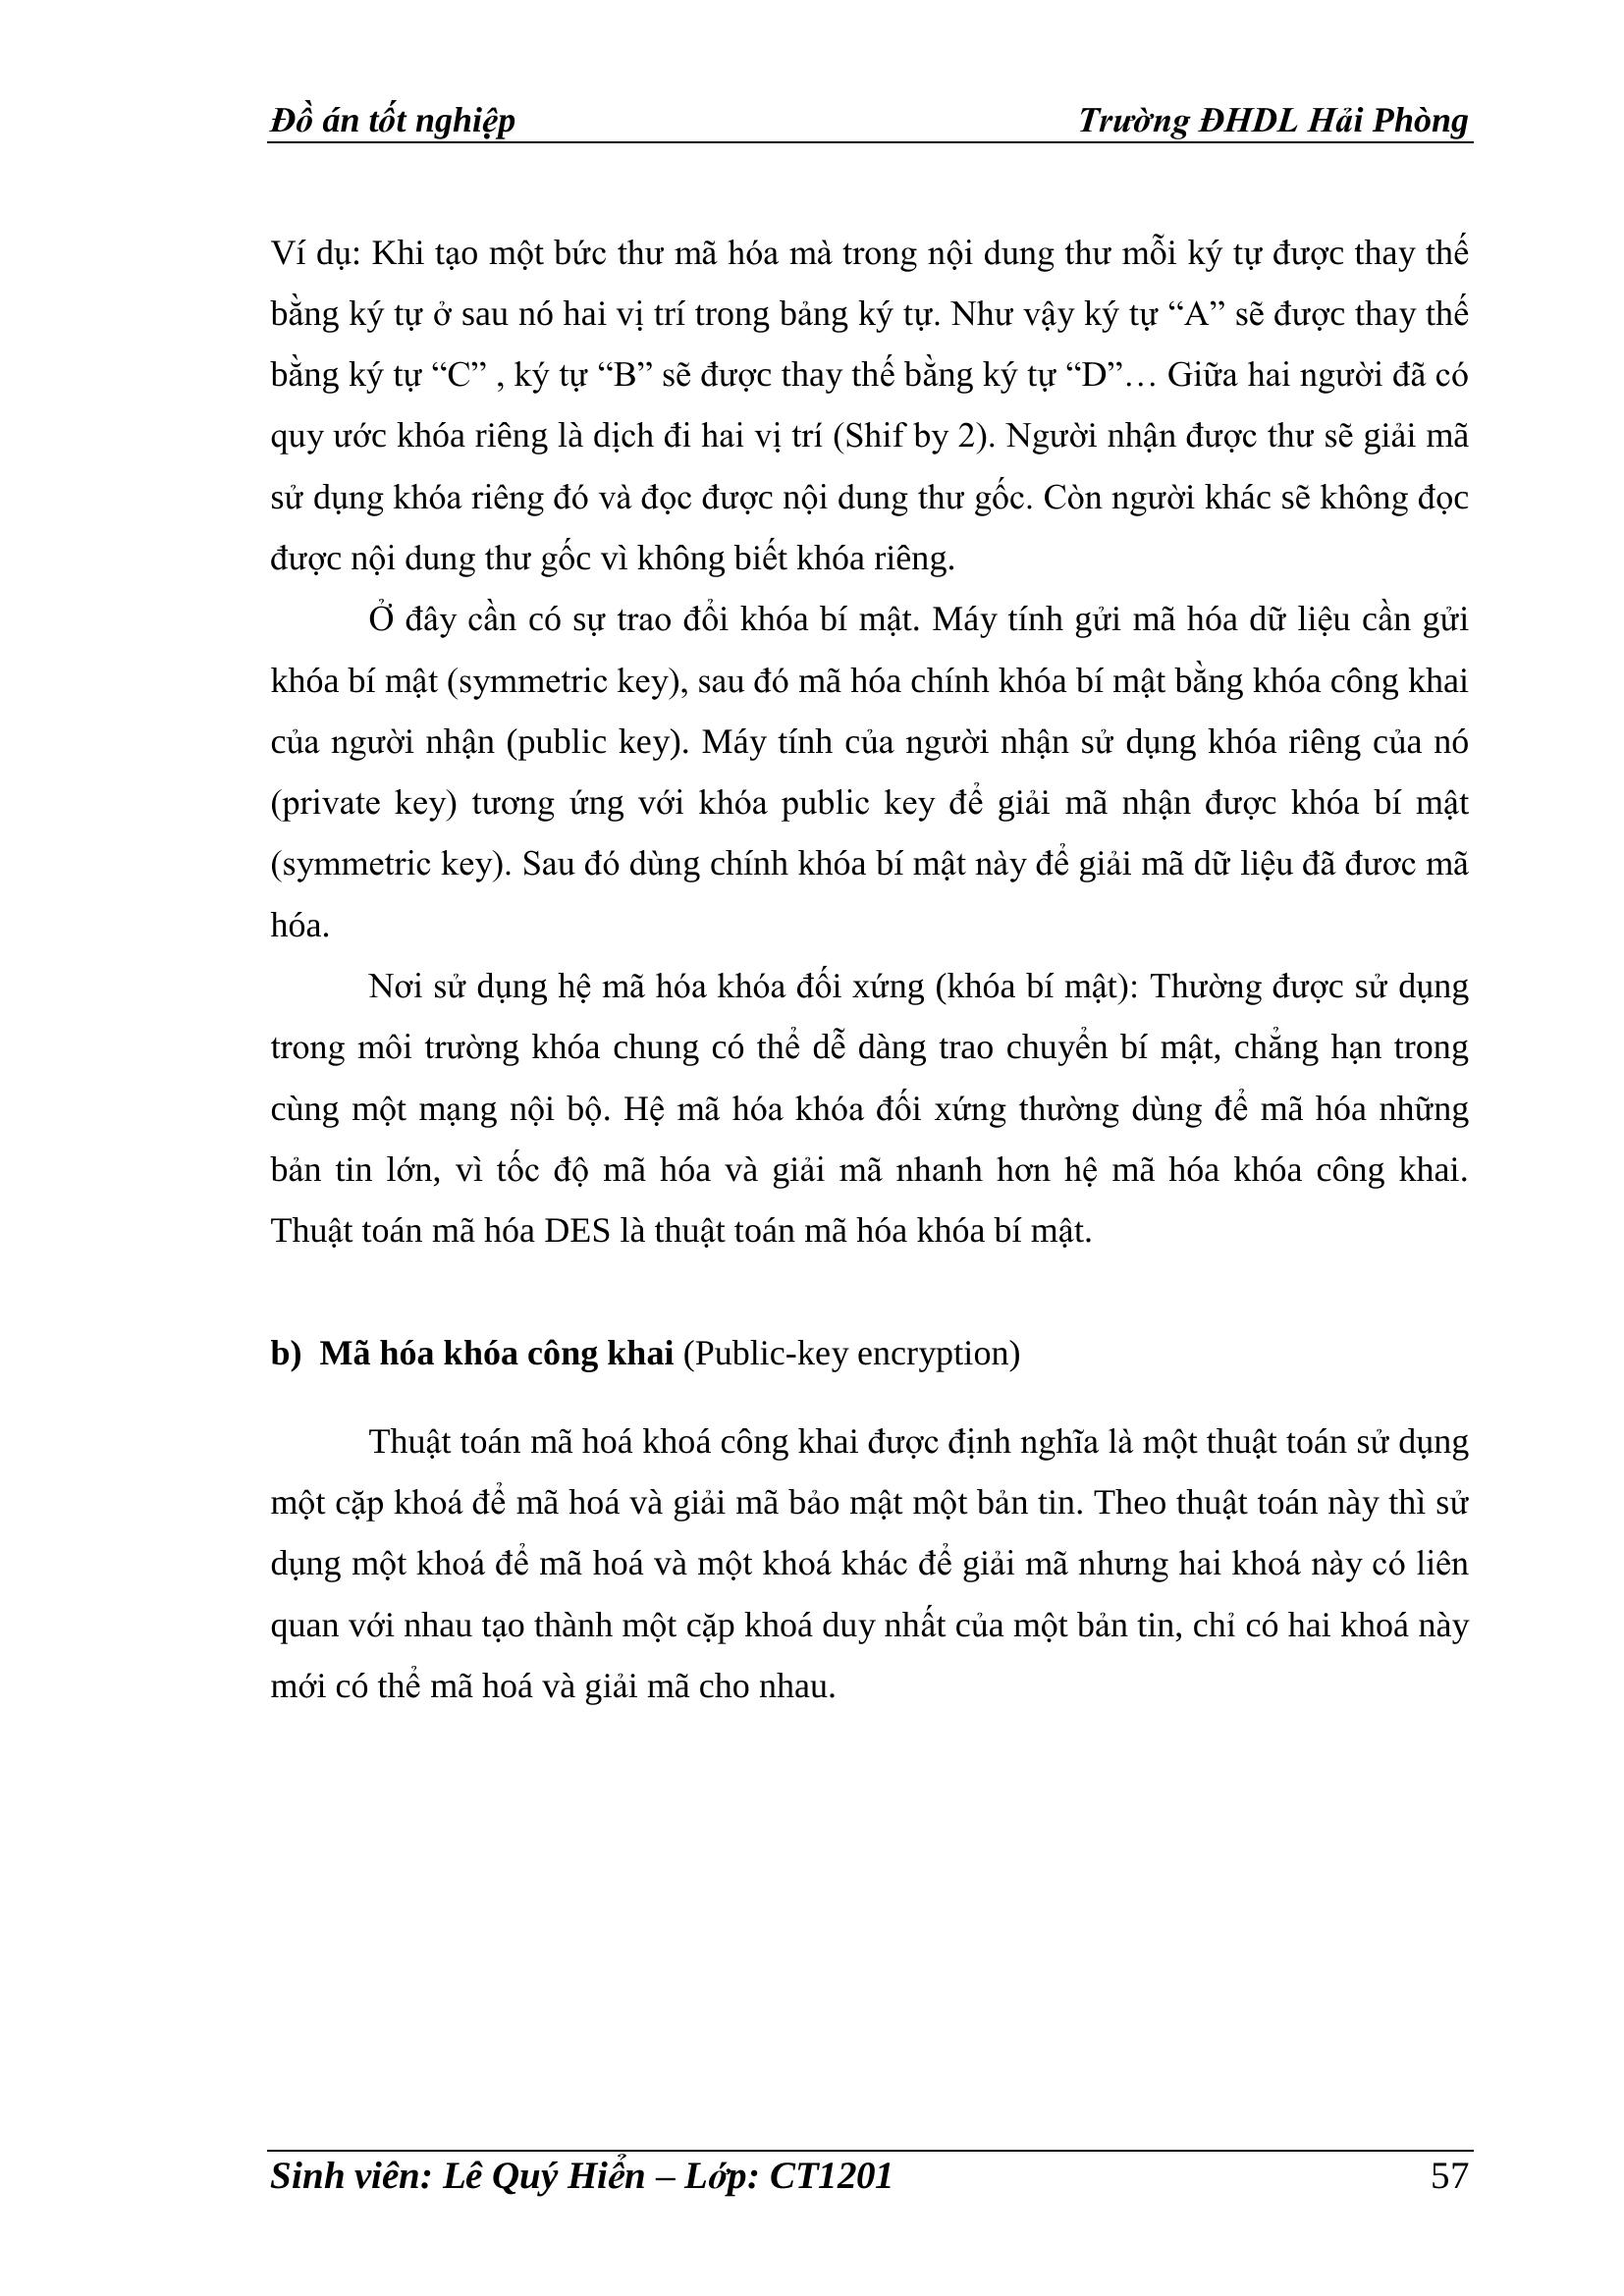 Đồ án tốt nghiệp Trường ĐHDL Hải Phòng
Ví dụ: Khi tạo một bức thư mã hóa mà trong nội dung thư mỗi ký tự được thay thế
bằng ký tự ở sau nó hai vị trí trong bảng ký tự. Như vậy ký tự “A” sẽ được thay thế
bằng ký tự “C” , ký tự “B” sẽ được thay thế bằng ký tự “D”… Giữa hai người đã có
quy ước khóa riêng là dịch đi hai vị trí (Shif by 2). Người nhận được thư sẽ giải mã
sử dụng khóa riêng đó và đọc được nội dung thư gốc. Còn người khác sẽ không đọc
được nội dung thư gốc vì không biết khóa riêng.
Ở đây cần có sự trao đổi khóa bí mật. Máy tính gửi mã hóa dữ liệu cần gửi
khóa bí mật (symmetric key), sau đó mã hóa chính khóa bí mật bằng khóa công khai
của người nhận (public key). Máy tính của người nhận sử dụng khóa riêng của nó
(private key) tương ứng với khóa public key để giải mã nhận được khóa bí mật
(symmetric key). Sau đó dùng chính khóa bí mật này để giải mã dữ liệu đã đươc mã
hóa.
Nơi sử dụng hệ mã hóa khóa đối xứng (khóa bí mật): Thường được sử dụng
trong môi trường khóa chung có thể dễ dàng trao chuyển bí mật, chẳng hạn trong
cùng một mạng nội bộ. Hệ mã hóa khóa đối xứng thường dùng để mã hóa những
bản tin lớn, vì tốc độ mã hóa và giải mã nhanh hơn hệ mã hóa khóa công khai.
Thuật toán mã hóa DES là thuật toán mã hóa khóa bí mật.
b) Mã hóa khóa công khai (Public-key encryption)
Thuật toán mã hoá khoá công khai được định nghĩa là một thuật toán sử dụng
một cặp khoá để mã hoá và giải mã bảo mật một bản tin. Theo thuật toán này thì sử
dụng một khoá để mã hoá và một khoá khác để giải mã nhưng hai khoá này có liên
quan với nhau tạo thành một cặp khoá duy nhất của một bản tin, chỉ có hai khoá này
mới có thể mã hoá và giải mã cho nhau.
Sinh viên: Lê Quý Hiển – Lớp: CT1201 57